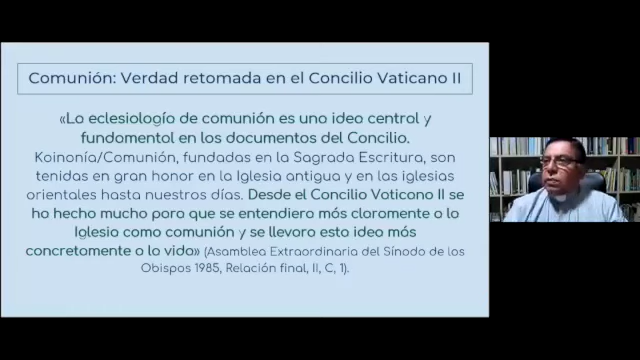 Comunión: Verdad retomada en el Concilio Vaticano II
«La eclesiología de comunión es una idea central y
fundamental en los documentos del Concilio.
Koinonía/Comunión, fundadas en la Sagrada Escritura, son
tenidas en gran honor en la Iglesia antigua y en las iglesias
orientales hasta nuestros días. Desde el Concilio Vaticano II se
ha hecho mucho para que se entendiera más claramente a la
Iglesia como comunión y se llevara esta idea más
concretamente a la vida» (Asamblea Extraordinaria del Sínodo de los
Obispos 1985, Relación final, II, C, 1).